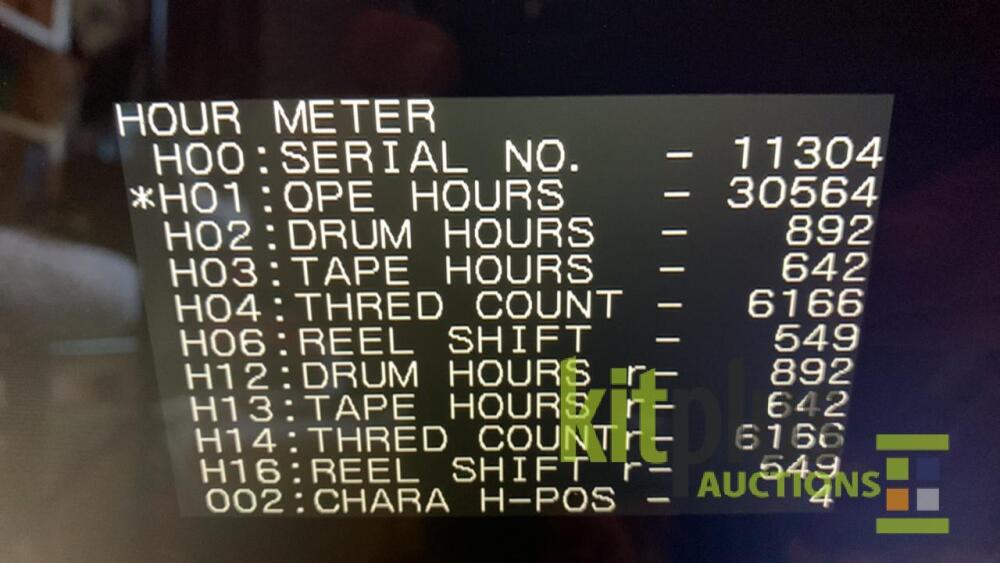 HOUR METER
H00:SERIAL NO. - 11304
*H01:OPE HOURS - 30564
H02:DRUM HOURS - 892
H03:TAPE HOURS - 642
H04:THRED COUNT - 6166
H06:REEL SHIFT - 549
H12:DRUM HOURS r- 892
H13:TAPE HOURS r- 642
H14:THRED COUNTr- 6166
H16:REEL SHIFT r- 549
002:CHARA H-POS - 4
kitplus
AUCTIONS